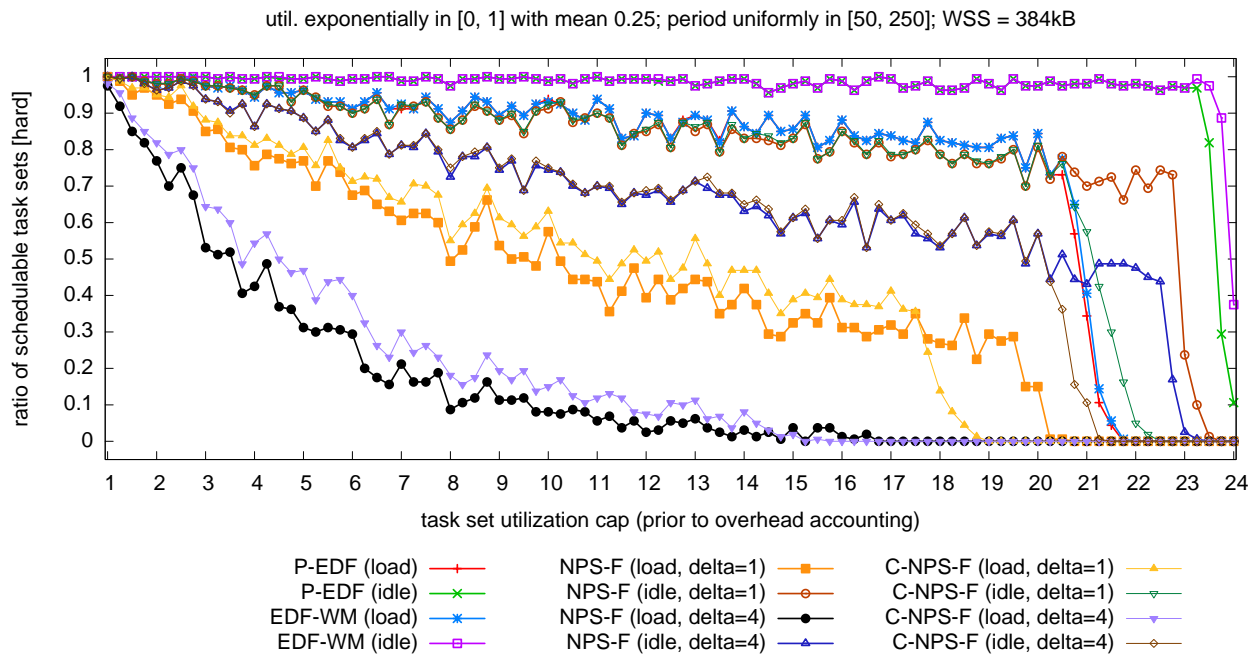 util. exponentially in [0, 1] with mean 0.25; period uniformly in [50, 250]; WSS = 384kB
ratio of schedulable task sets [hard]
1
0.9
0.8
0.7
0.6
0.5
0.4
0.3
0.2
0.1
0
1 2 3 4 5 6 7 8 9 10 11 12 13 14 15 16 17 18 19 20 21 22 23 24
task set utilization cap (prior to overhead accounting)
P-EDF (load)
P-EDF (idle)
EDF-WM (load)
EDF-WM (idle)
NPS-F (load, delta=1)
NPS-F (idle, delta=1)
NPS-F (load, delta=4)
NPS-F (idle, delta=4)
C-NPS-F (load, delta=1)
C-NPS-F (idle, delta=1)
C-NPS-F (load, delta=4)
C-NPS-F (idle, delta=4)